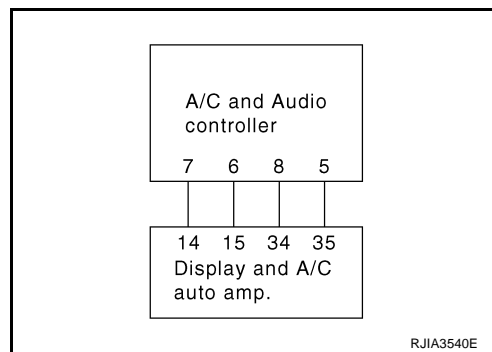 A/C and Audio
controller
7 6 8 5
14 15 34 35
Display and A/C
auto amp.
RJIA3540E